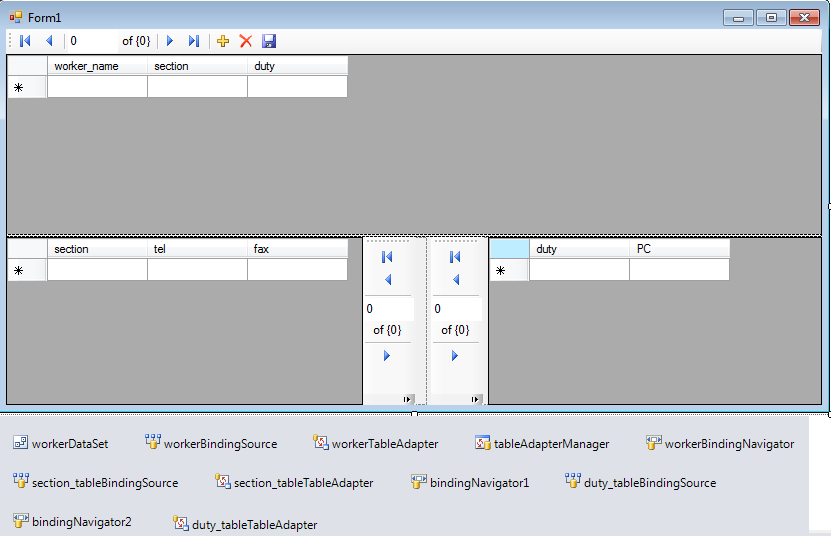 Form1
0 of {0}
worker_name section duty
section tel fax
0
of {0}
0
of {0}
duty PC
workerDataSet workerBindingSource workerTableAdapter tableAdapterManager workerBindingNavigator
section_tableBindingSource section_tableTableAdapter bindingNavigator1 duty_tableBindingSource
bindingNavigator2 duty_tableTableAdapter